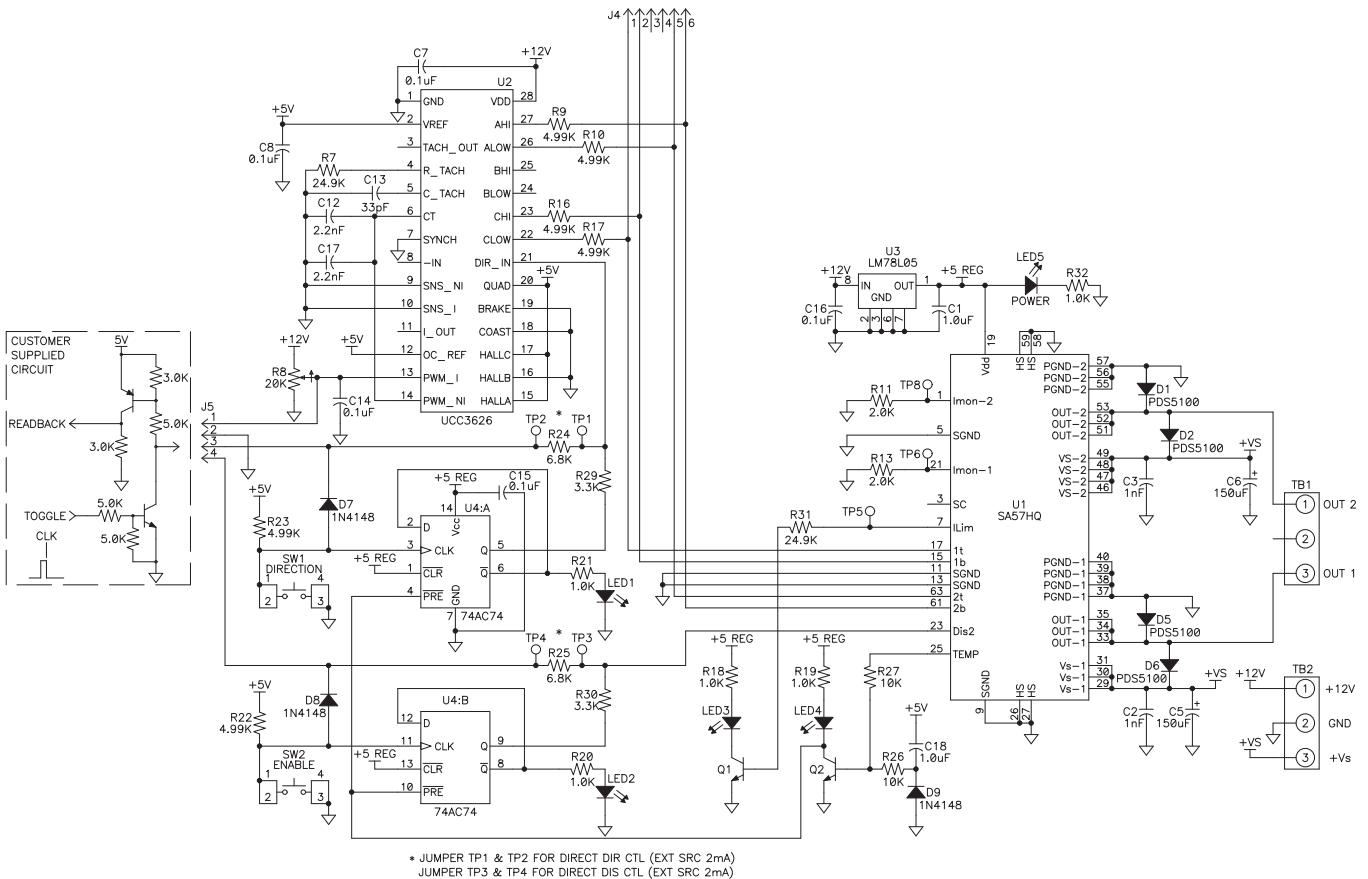 J4
1 2 3 4 5 6
C7
0.1uF
+12V
U2
1 GND VDD 28
+5V
2 VREF AHI 27
R9
4.99K
3 TACH_OUT ALOW 26
R10
4.99K
C8
0.1uF
R7
24.9K
4 R_TACH BHI 25
C13
33pF
5 C_TACH BLOW 24
C12
2.2nF
6 CT CHI 23
R16
4.99K
7 SYNCH CLOW 22
R17
4.99K
C17
2.2nF
8 -IN DIR_IN 21
9 SNS_NI QUAD 20
+5V
10 SNS_I BRAKE 19
11 I_OUT COAST 18
+12V
+5V
12 OC_REF HALLC 17
R8
20K
13 PWM_I HALLB 16
14 PWM_NI HALLA 15
C14
0.1uF
UCC3626
CUSTOMER
SUPPLIED
CIRCUIT
5V
3.0K
READBACK
5.0K
3.0K
TOGGLE
5.0K
5.0K
CLK
J5
1
2
3
4
TP2
*
TP1
R24
6.8K
R29
3.3K
D7
1N4148
+5V
R23
4.99K
SW1
DIRECTION
1 4
2 3
+5 REG
C15
0.1uF
14
Vcc
U4:A
2 D
3 CLK Q 5
+5 REG
1 CLR Q 6
4 PRE
GND
7
74AC74
R21
1.0K
LED1
TP4
*
TP3
R25
6.8K
R30
3.3K
D8
1N4148
+5V
R22
4.99K
SW2
ENABLE
1 4
2 3
U4:B
12 D
11 CLK Q 9
+5 REG
13 CLR Q 8
10 PRE
74AC74
R20
1.0K
LED2
U3
LM78L05
+12V
8 IN OUT 1
GND
2 3 6 7
C16
0.1uF
+5 REG
C1
1.0uF
LED5
POWER
R32
1.0K
19
Vdd
59
HS
58
HS
R11
2.0K
TP8
1 Imon-2
5 SGND
R13
2.0K
TP6
21 Imon-1
3 SC
TP5
R31
24.9K
7 ILim
17 1t
15 1b
11 SGND
13 SGND
63 2t
61 2b
23 Dis2
25 TEMP
U1
SA57HQ
9
SGND
26
HS
27
HS
PGND-2 57
PGND-2 56
PGND-2 55
OUT-2 53
OUT-2 52
OUT-2 51
VS-2 49
VS-2 48
VS-2 47
VS-2 46
PGND-1 40
PGND-1 39
PGND-1 38
PGND-1 37
OUT-1 35
OUT-1 34
OUT-1 33
Vs-1 31
Vs-1 30
Vs-1 29
D1
PDS5100
D2
PDS5100
C3
1nF
C6
150uF
+
+VS
D5
PDS5100
D6
PDS5100
C2
1nF
C5
150uF
+
+VS
TB1
1 OUT 2
2
3 OUT 1
TB2
+12V 1 +12V
2 GND
+VS 3 +Vs
+5 REG
R18
1.0K
LED3
Q1
+5 REG
R19
1.0K
LED4
Q2
R27
10K
R26
10K
+5V
C18
1.0uF
D9
1N4148
* JUMPER TP1 & TP2 FOR DIRECT DIR CTL (EXT SRC 2mA)
JUMPER TP3 & TP4 FOR DIRECT DIS CTL (EXT SRC 2mA)